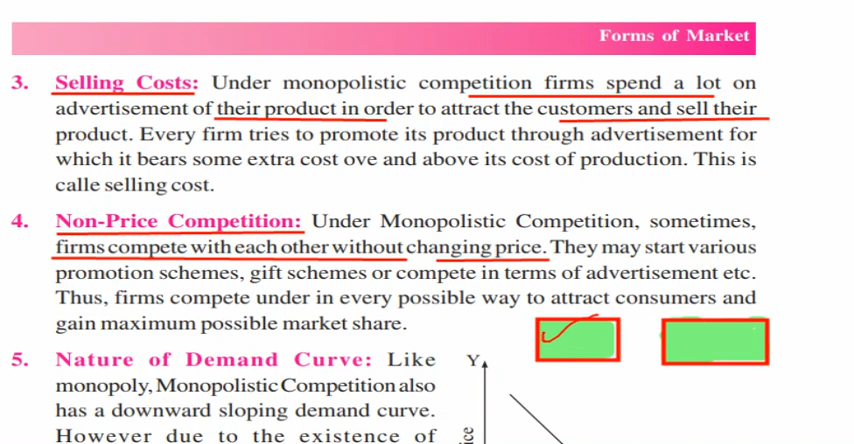 Forms of Market
3. Selling Costs: Under monopolistic competition firms spend a lot on
advertisement of their product in order to attract the customers and sell their
product. Every firm tries to promote its product through advertisement for
which it bears some extra cost ove and above its cost of production. This is
calle selling cost.
4. Non-Price Competition: Under Monopolistic Competition, sometimes,
firms compete with each other without changing price. They may start various
promotion schemes, gift schemes or compete in terms of advertisement etc.
Thus, firms compete under in every possible way to attract consumers and
gain maximum possible market share.
5. Nature of Demand Curve: Like
monopoly, Monopolistic Competition also
has a downward sloping demand curve.
However due to the existence of
Y